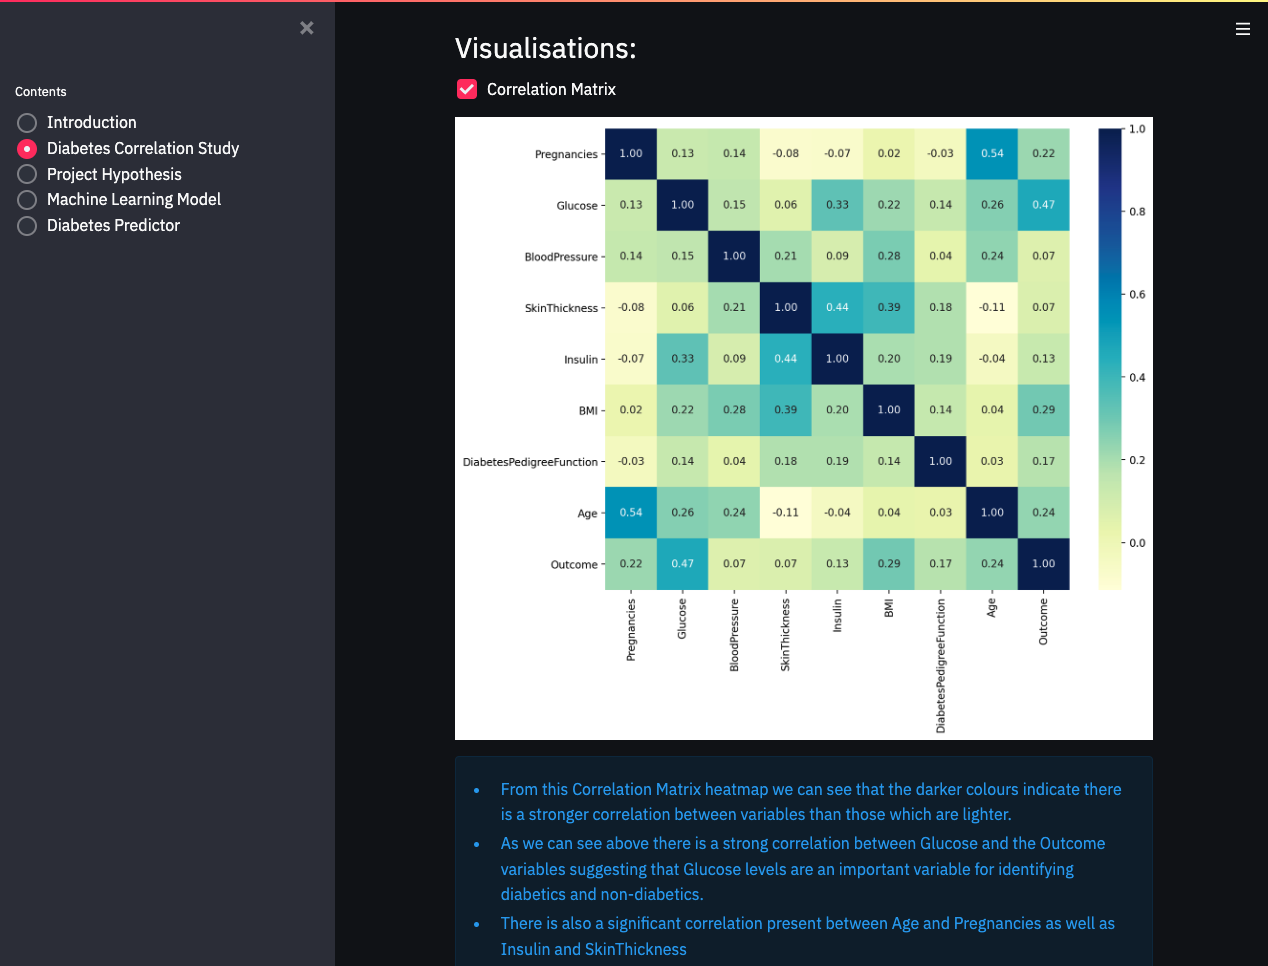 Contents
Introduction
Diabetes Correlation Study
Project Hypothesis
Machine Learning Model
Diabetes Predictor
Visualisations:
Correlation Matrix
Pregnancies 1.00 0.13 0.14 -0.08 -0.07 0.02 -0.03 0.54 0.22
Glucose 0.13 1.00 0.15 0.06 0.33 0.22 0.14 0.26 0.47
BloodPressure 0.14 0.15 1.00 0.21 0.09 0.28 0.04 0.24 0.07
SkinThickness -0.08 0.06 0.21 1.00 0.44 0.39 0.18 -0.11 0.07
Insulin -0.07 0.33 0.09 0.44 1.00 0.20 0.19 -0.04 0.13
BMI 0.02 0.22 0.28 0.39 0.20 1.00 0.14 0.04 0.29
DiabetesPedigreeFunction -0.03 0.14 0.04 0.18 0.19 0.14 1.00 0.03 0.17
Age 0.54 0.26 0.24 -0.11 -0.04 0.04 0.03 1.00 0.24
Outcome 0.22 0.47 0.07 0.07 0.13 0.29 0.17 0.24 1.00
Pregnancies
Glucose
BloodPressure
SkinThickness
Insulin
BMI
DiabetesPedigreeFunction
Age
Outcome
1.0
0.8
0.6
0.4
0.2
0.0
From this Correlation Matrix heatmap we can see that the darker colours indicate there
is a stronger correlation between variables than those which are lighter.
As we can see above there is a strong correlation between Glucose and the Outcome
variables suggesting that Glucose levels are an important variable for identifying
diabetics and non-diabetics.
There is also a significant correlation present between Age and Pregnancies as well as
Insulin and SkinThickness